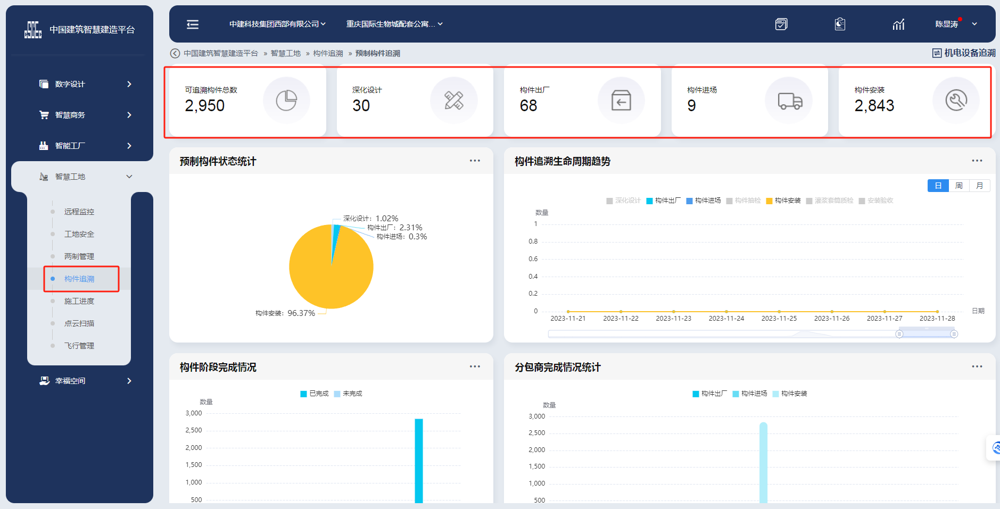 中国建筑智慧建造平台
数字设计
智慧商务
智能工厂
智慧工地
远程监控
工地安全
两制管理
构件追溯
施工进度
点云扫描
飞行管理
幸福空间
中建科技集团西部有限公司
重庆国际生物城配套公寓...
陈显涛
中国建筑智慧建造平台 » 智慧工地 » 构件追溯 » 预制构件追溯
机电设备追溯
可追溯构件总数
2,950
深化设计
30
构件出厂
68
构件进场
9
构件安装
2,843
预制构件状态统计
深化设计: 1.02%
构件出厂: 2.31%
构件进场: 0.3%
构件安装: 96.37%
构件追溯生命周期趋势
日 周 月
深化设计 构件出厂 构件进场 构件抽检 构件安装 灌浆套筒质检 安装验收
数量
1
0.8
0.6
0.4
0.2
0
日期
2023-11-21 2023-11-22 2023-11-23 2023-11-24 2023-11-25 2023-11-26 2023-11-27 2023-11-28
构件阶段完成情况
已完成 未完成
数量
3,000
2,500
2,000
1,500
1,000
500
分包商完成情况统计
构件出厂 构件进场 构件安装
数量
3,000
2,500
2,000
1,500
1,000
500